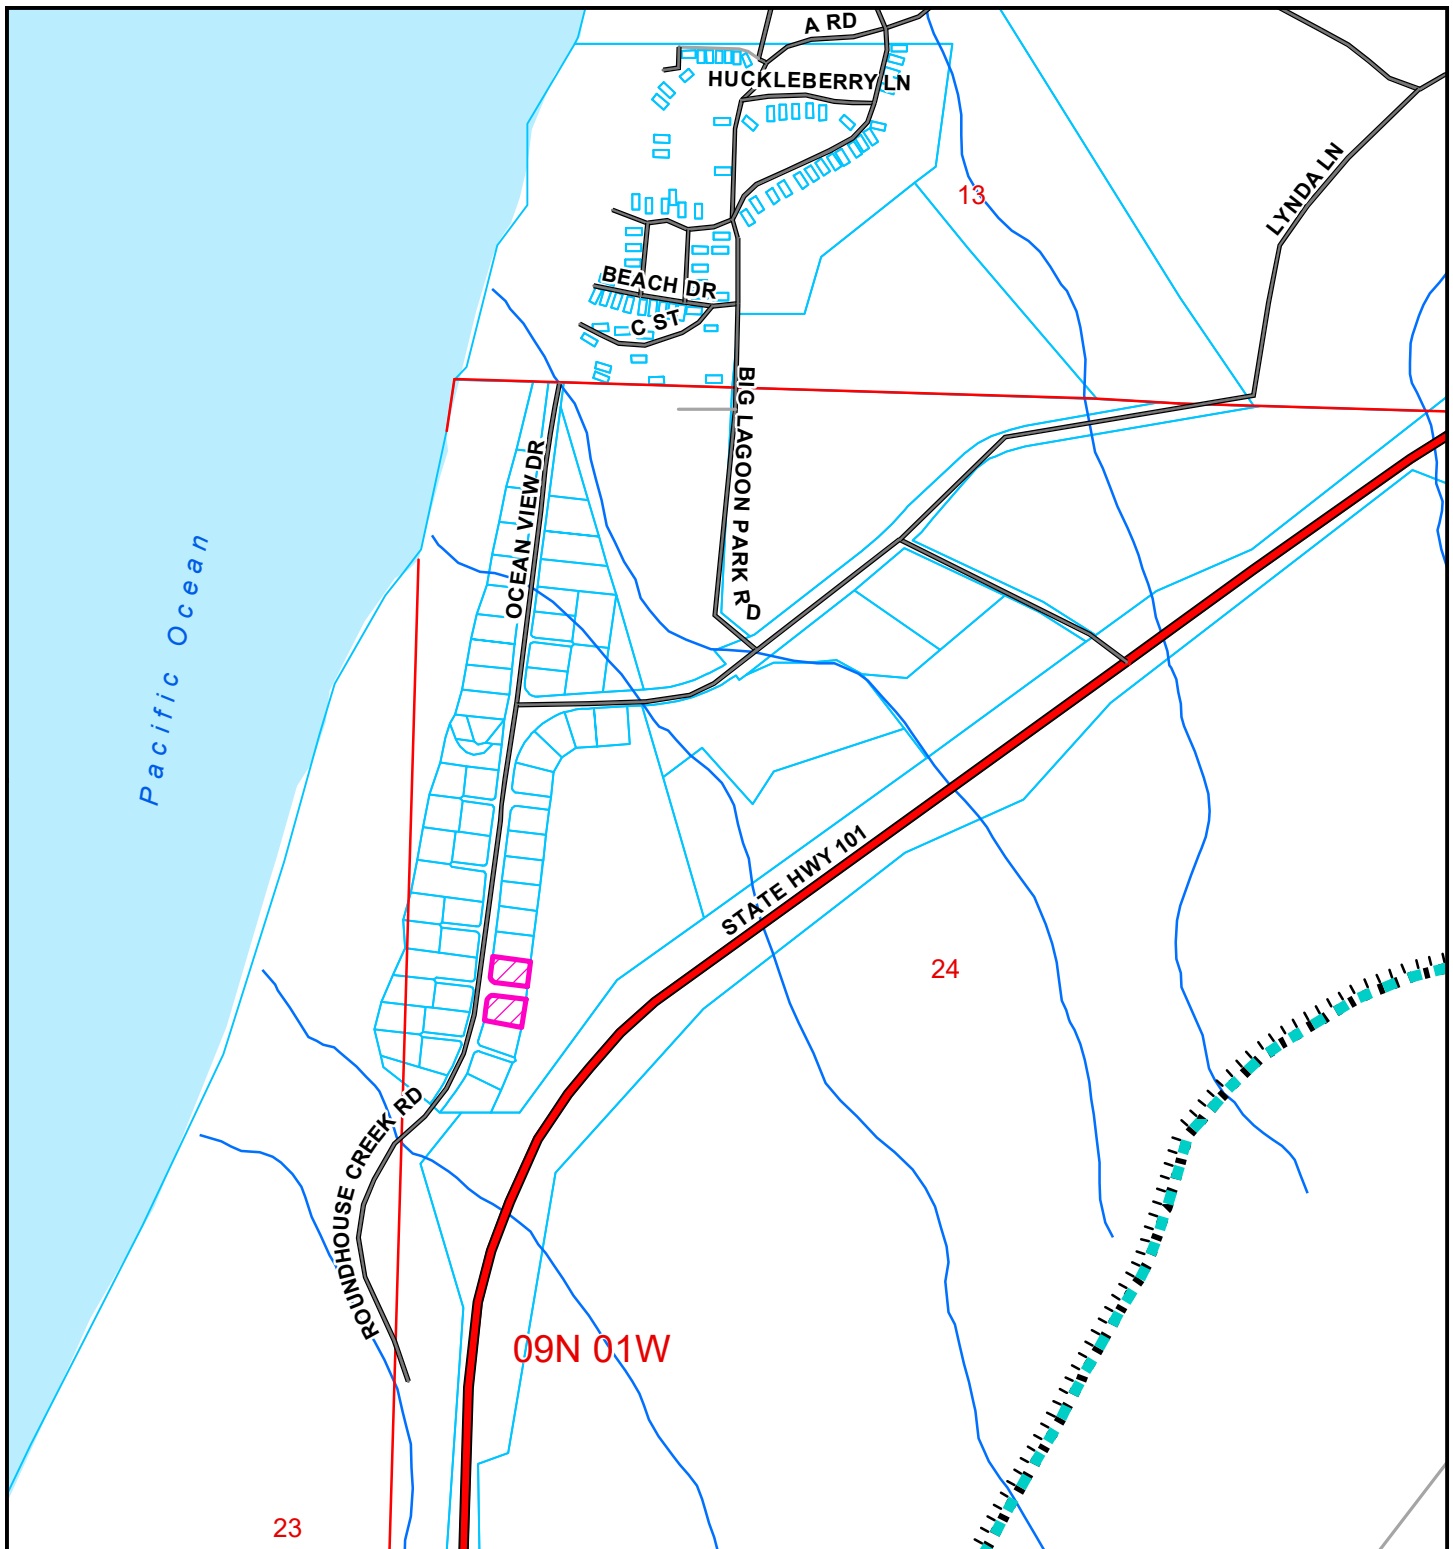 A RD
HUCKLEBERRY LN
LYNDA LN
13
BEACH DR
C ST
BIG LAGOON PARK RD
OCEAN VIEW DR
Pacific Ocean
STATE HWY 101
24
ROUNDHOUSE CREEK RD
09N 01W
23